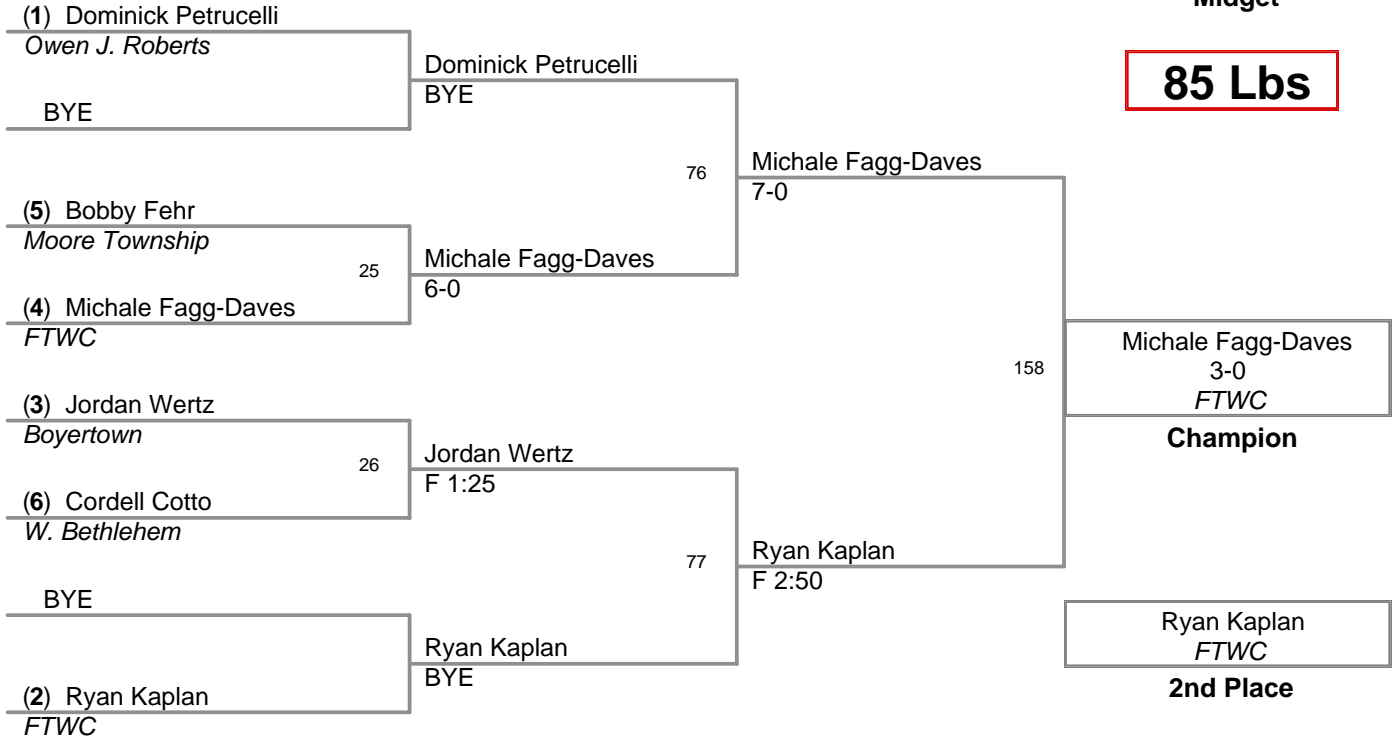 Midget
85 Lbs
(1) Dominick Petrucelli
Owen J. Roberts
BYE
Dominick Petrucelli
BYE
(5) Bobby Fehr
Moore Township
25
(4) Michale Fagg-Daves
FTWC
Michale Fagg-Daves
6-0
76
Michale Fagg-Daves
7-0
(3) Jordan Wertz
Boyertown
26
(6) Cordell Cotto
W. Bethlehem
Jordan Wertz
F 1:25
BYE
(2) Ryan Kaplan
FTWC
Ryan Kaplan
BYE
77
Ryan Kaplan
F 2:50
158
Michale Fagg-Daves
3-0
FTWC
Champion
Ryan Kaplan
FTWC
2nd Place